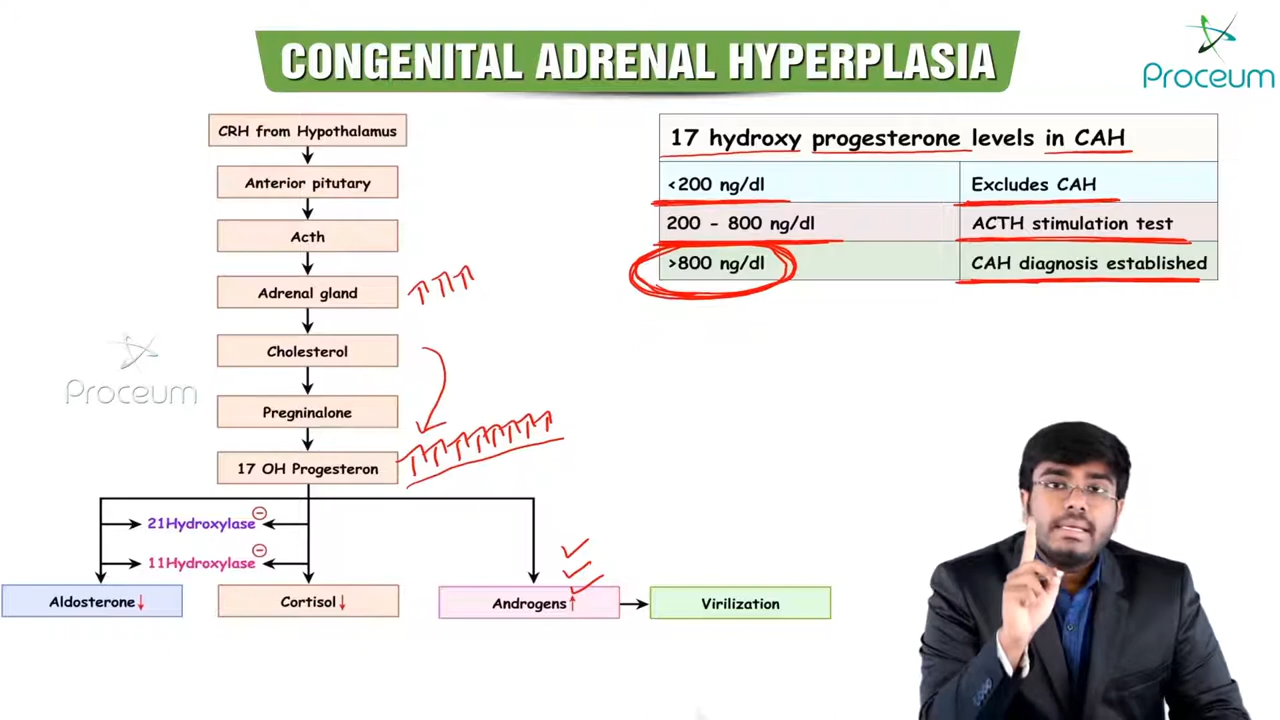 CONGENITAL ADRENAL HYPERPLASIA
Proceum
CRH from Hypothalamus
Anterior pitutary
Acth
Adrenal gland
Cholesterol
Pregninalone
17 OH Progesteron
21Hydroxylase
11Hydroxylase
Aldosterone↓
Cortisol↓
Androgens↑
Virilization
17 hydroxy progesterone levels in CAH
<200 ng/dl Excludes CAH
200 - 800 ng/dl ACTH stimulation test
>800 ng/dl CAH diagnosis established
Proceum